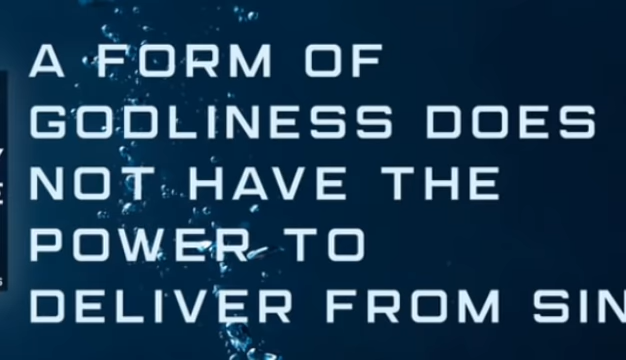 A FORM OF
GODLINESS DOES
NOT HAVE THE
POWER TO
DELIVER FROM SIN